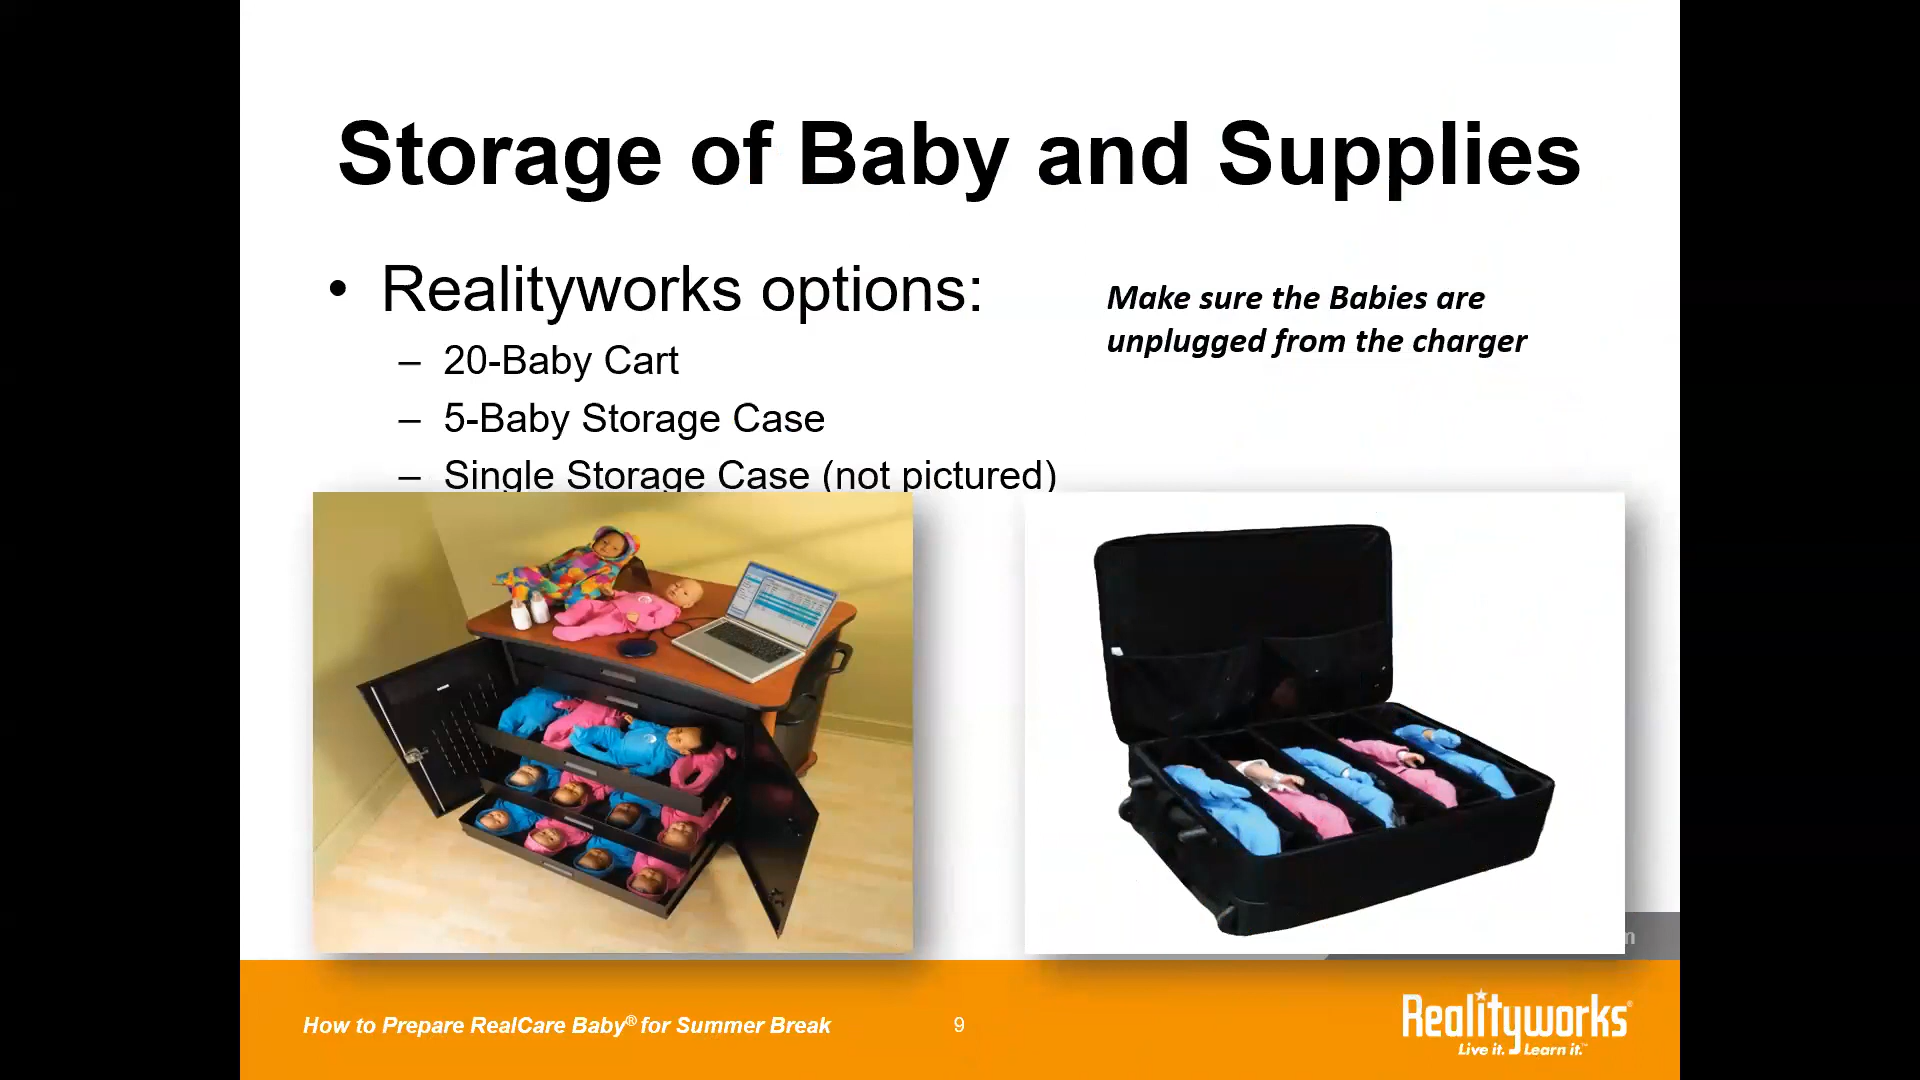 Storage of Baby and Supplies
• Realityworks options:
– 20-Baby Cart
– 5-Baby Storage Case
– Single Storage Case (not pictured)
Make sure the Babies are
unplugged from the charger
How to Prepare RealCare Baby® for Summer Break
9
Realityworks®
Live it. Learn it.™